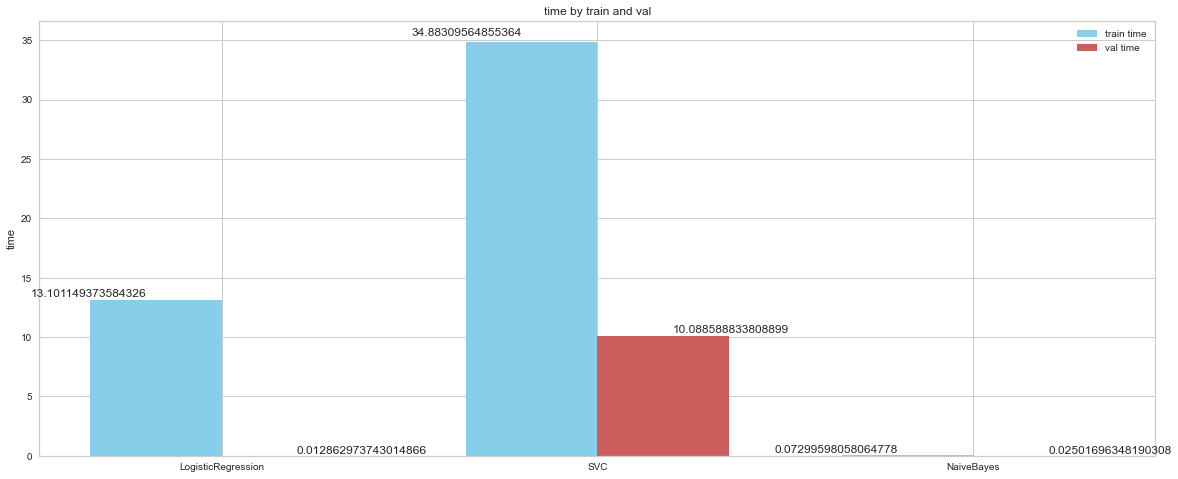 time by train and val
34.88309564855364
train time
val time
35
30
25
20
time
15
13.101149373584326
10
10.088588833808899
5
0.012862973743014866
0.07299598058064778
0.02501696348190308
0
LogisticRegression
SVC
NaiveBayes